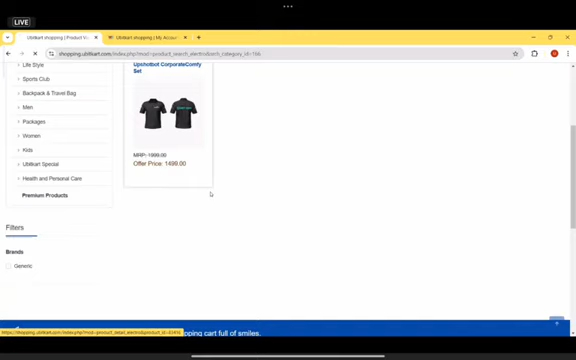 LIVE
Ubitkart shopping | Product Vi
Ubitkart shopping | My Accou
shopping.ubitkart.com/index.php?mod=product_search_electro&srch_category_id=166
Life Style
Sports Club
Backpack & Travel Bag
Men
Packages
Women
Kids
Ubitkart Special
Health and Personal Care
Premium Products
Upshotbot CorporateComfy
Set
MRP: 1999.00
Offer Price: 1499.00
Filters
Brands
Generic
pping cart full of smiles.